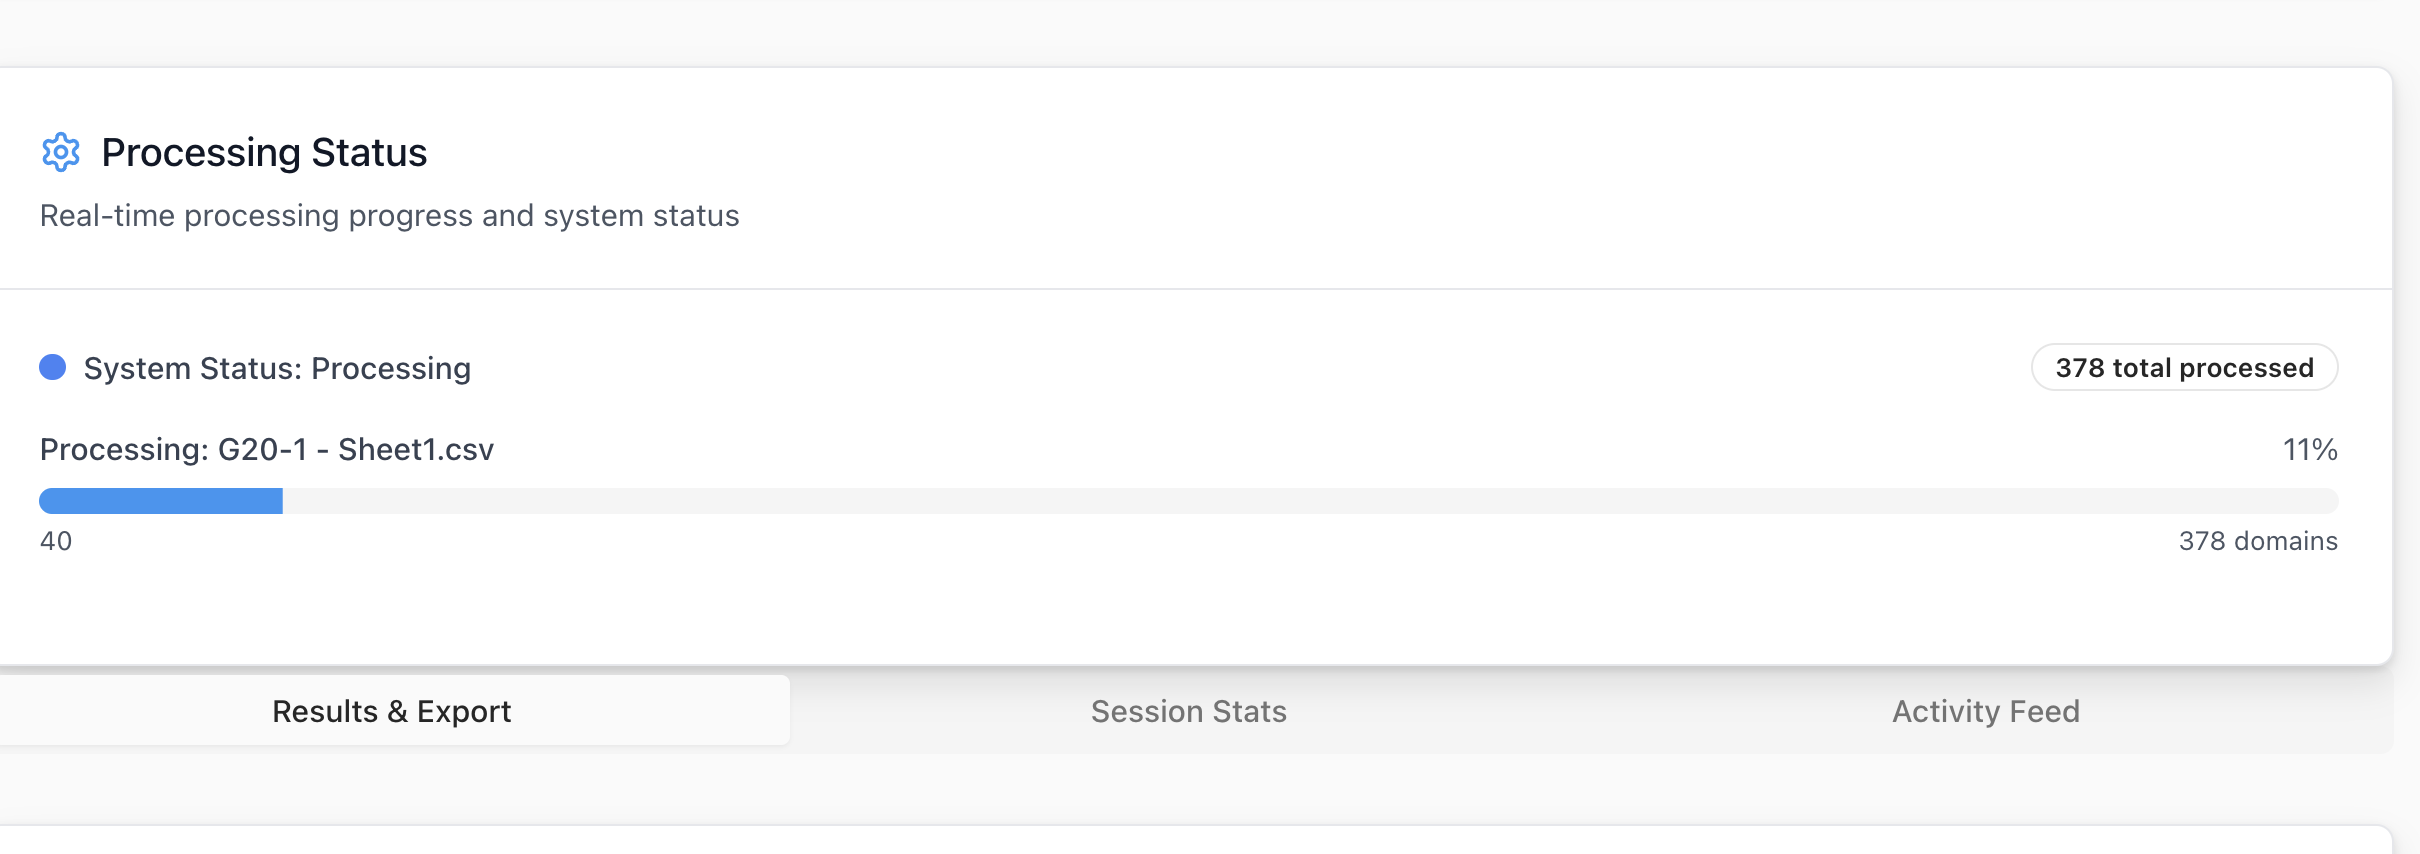 Processing Status
Real-time processing progress and system status
System Status: Processing
378 total processed
Processing: G20-1 - Sheet1.csv
11%
40
378 domains
Results & Export
Session Stats
Activity Feed